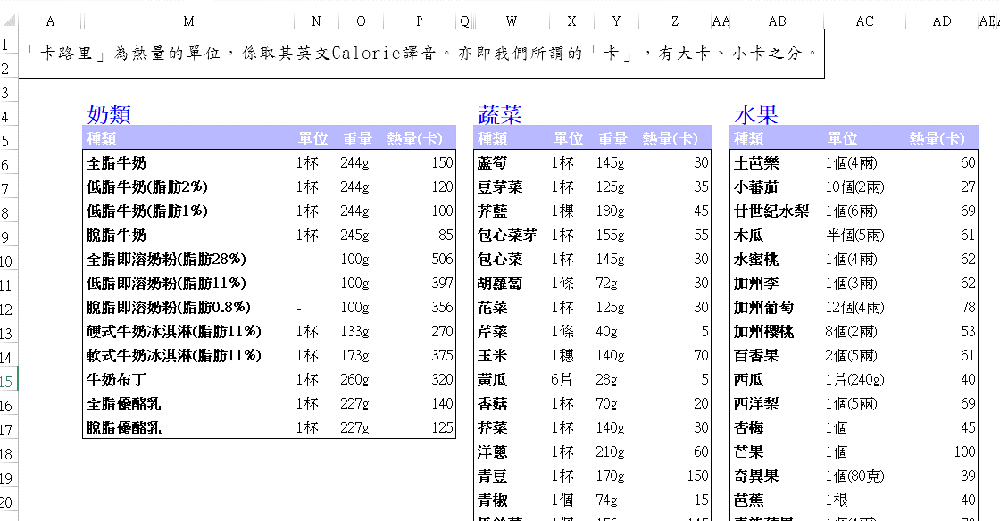 A M N O P Q W X Y Z AA AB AC AD AEA
1 「卡路里」為熱量的單位，係取其英文Calorie譯音。亦即我們所謂的「卡」，有大卡、小卡之分。
2
3
4 奶類 蔬菜 水果
5 種類 單位 重量 熱量(卡) 種類 單位 重量 熱量(卡) 種類 單位 熱量(卡)
6 全脂牛奶 1杯 244g 150 蘆筍 1杯 145g 30 土芭樂 1個(4兩) 60
7 低脂牛奶(脂肪2%) 1杯 244g 120 豆芽菜 1杯 125g 35 小蕃茄 10個(2兩) 27
8 低脂牛奶(脂肪1%) 1杯 244g 100 芥藍 1棵 180g 45 廿世紀水梨 1個(6兩) 69
9 脫脂牛奶 1杯 245g 85 包心菜芽 1杯 155g 55 木瓜 半個(5兩) 61
10 全脂即溶奶粉(脂肪28%) - 100g 506 包心菜 1杯 145g 30 水蜜桃 1個(4兩) 62
11 低脂即溶奶粉(脂肪11%) - 100g 397 胡蘿蔔 1條 72g 30 加州李 1個(3兩) 62
12 脫脂即溶奶粉(脂肪0.8%) - 100g 356 花菜 1杯 125g 30 加州葡萄 12個(4兩) 78
13 硬式牛奶冰淇淋(脂肪11%) 1杯 133g 270 芹菜 1條 40g 5 加州櫻桃 8個(2兩) 53
14 軟式牛奶冰淇淋(脂肪11%) 1杯 173g 375 玉米 1穗 140g 70 百香果 2個(5兩) 61
15 牛奶布丁 1杯 260g 320 黃瓜 6片 28g 5 西瓜 1片(240g) 40
16 全脂優酪乳 1杯 227g 140 香菇 1杯 70g 20 西洋梨 1個(5兩) 69
17 脫脂優酪乳 1杯 227g 125 芥菜 1杯 140g 30 杏梅 1個 45
18 洋蔥 1杯 210g 60 芒果 1個 100
19 青豆 1杯 170g 150 奇異果 1個(80克) 39
20 青椒 1個 74g 15 芭蕉 1根 40